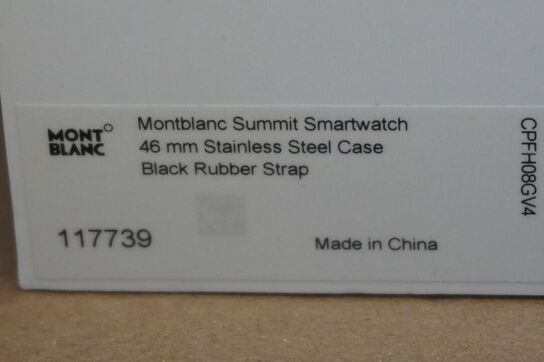 MONT
BLANC
Montblanc Summit Smartwatch
46 mm Stainless Steel Case
Black Rubber Strap
117739
Made in China
CPFH08GV4